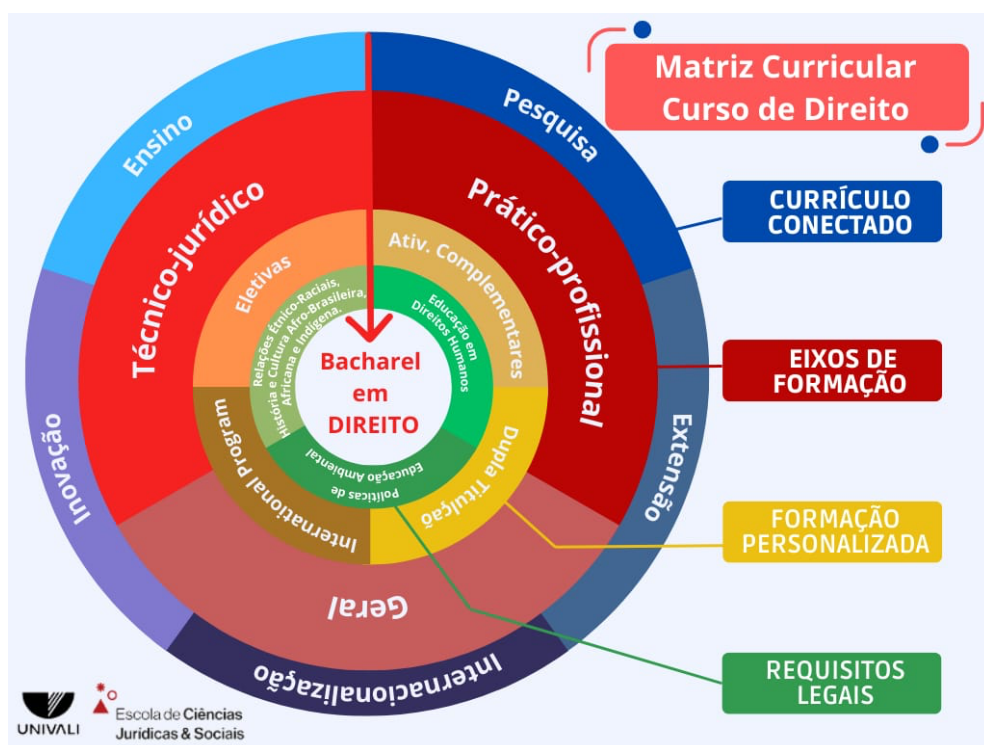 Matriz Curricular
Curso de Direito
Ensino
Pesquisa
Extensão
Internacionalização
Inovação
Técnico-jurídico
Prático-profissional
Geral
Eletivas
Ativ. Complementares
Dupla Titulção
International Program
Relações Étnico-Raciais,
História e Cultura Afro-Brasileira,
Africana e Indígena.
Educação em
Direitos Humanos
Políticas de
Educação Ambiental
Bacharel
em
DIREITO
CURRÍCULO
CONECTADO
EIXOS DE
FORMAÇÃO
FORMAÇÃO
PERSONALIZADA
REQUISITOS
LEGAIS
UNIVALI
Escola de Ciências
Jurídicas & Sociais